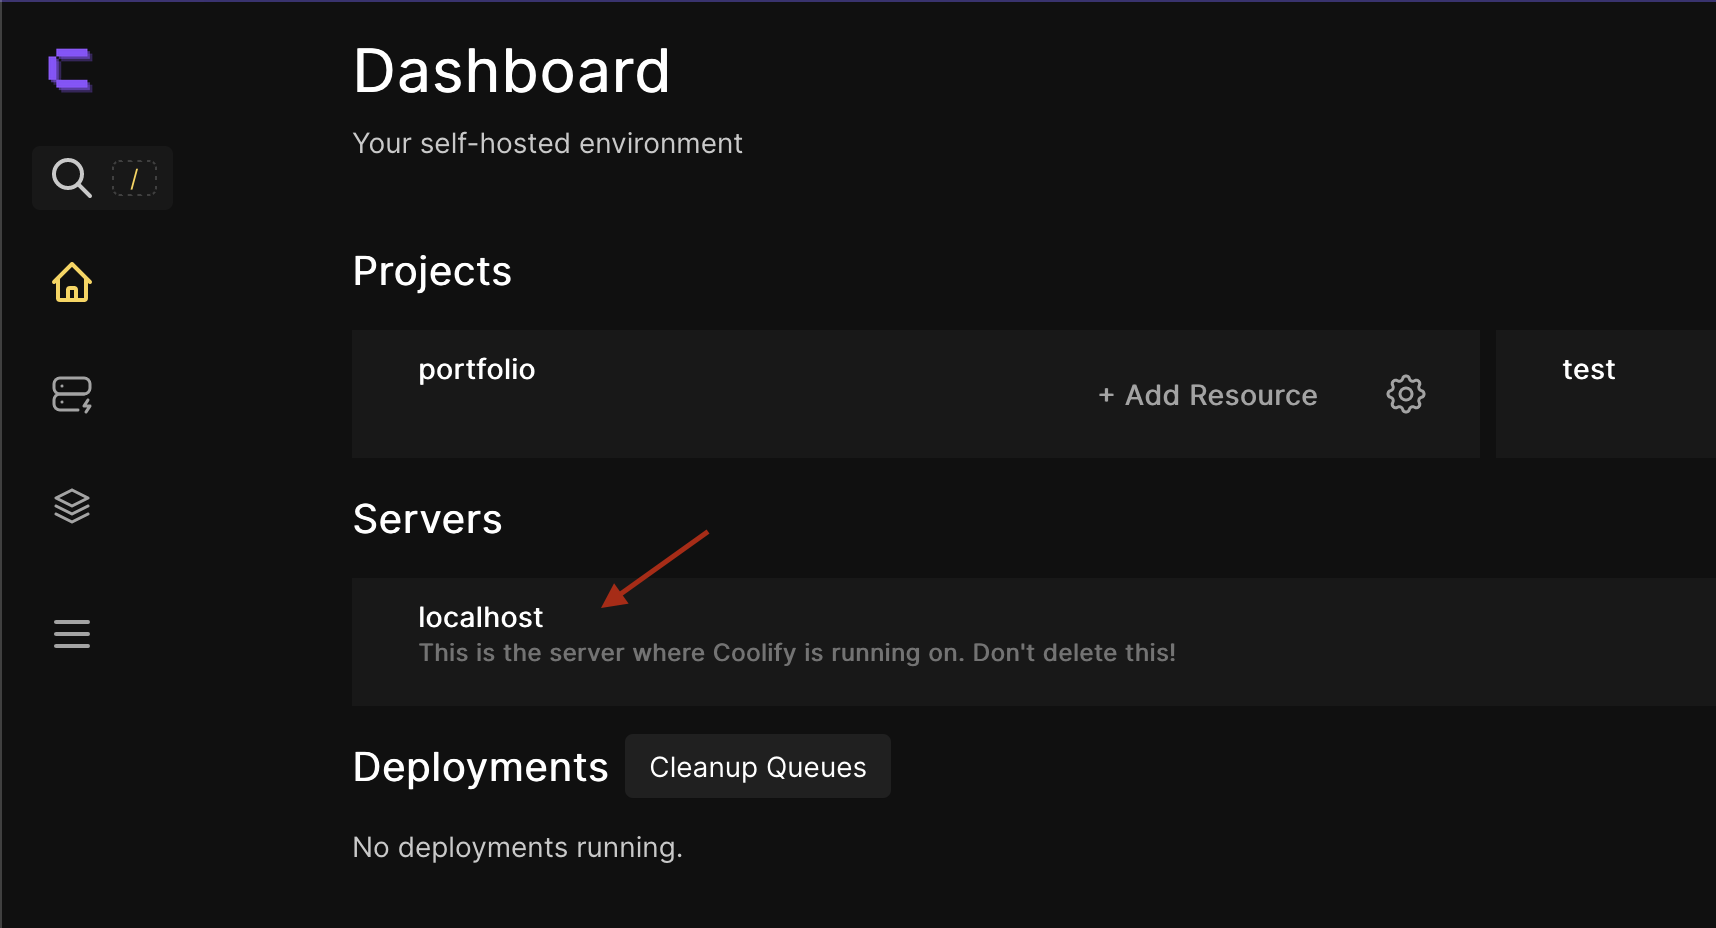 Dashboard
Your self-hosted environment
/
Projects
portfolio
+ Add Resource
test
Servers
localhost
This is the server where Coolify is running on. Don't delete this!
Deployments
Cleanup Queues
No deployments running.